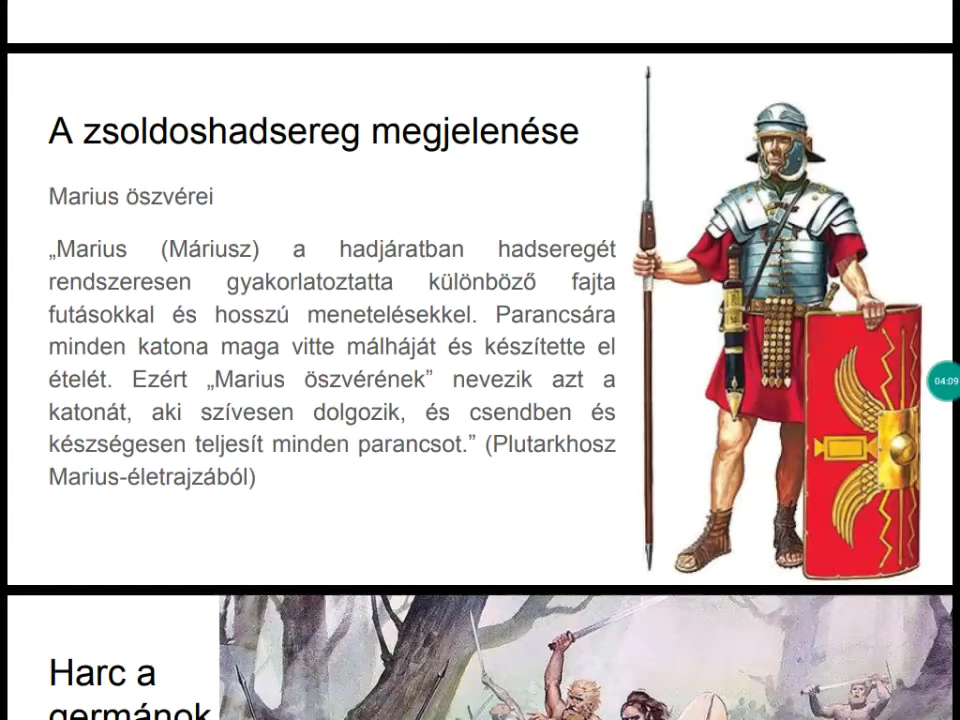 A zsoldoshadsereg megjelenése
Marius öszvérei
„Marius (Máriusz) a hadjáratban hadseregét
rendszeresen gyakorlatoztatta különböző fajta
futásokkal és hosszú menetelésekkel. Parancsára
minden katona maga vitte málháját és készítette el
ételét. Ezért „Marius öszvérének” nevezik azt a
katonát, aki szívesen dolgozik, és csendben és
készségesen teljesít minden parancsot.” (Plutarkhosz
Marius-életrajzából)
04:09
Harc a
germánok